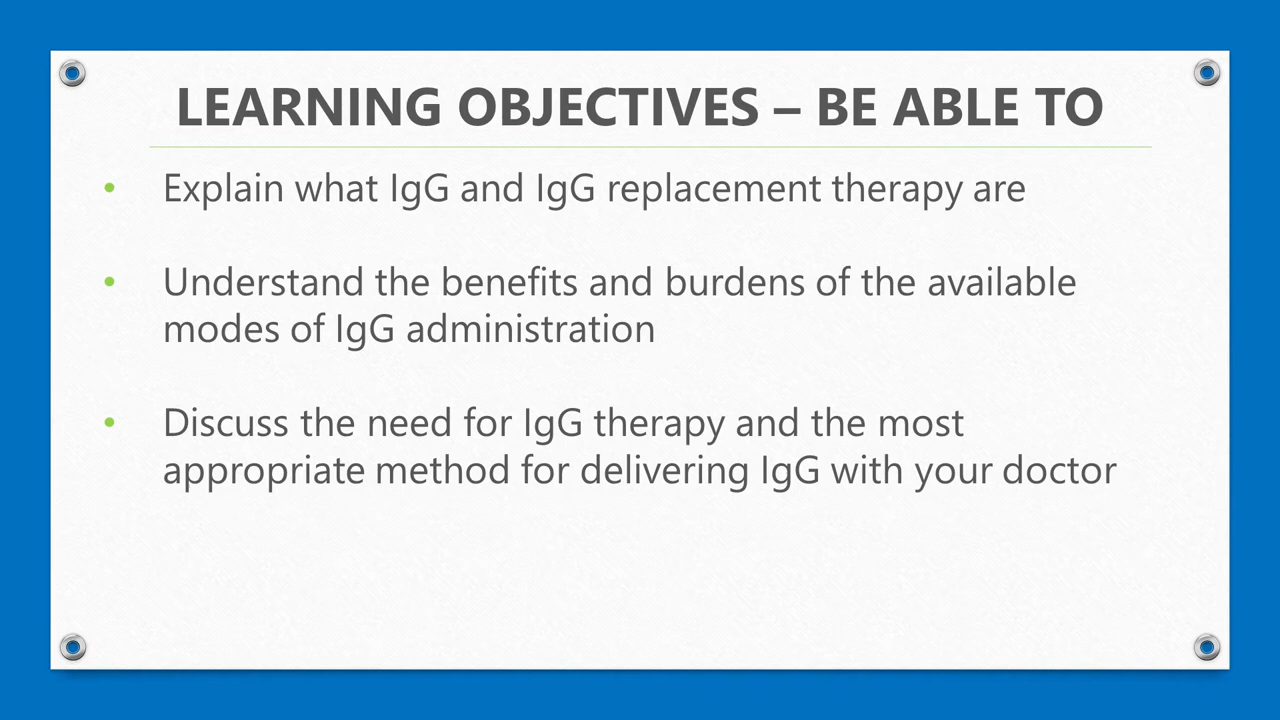 LEARNING OBJECTIVES – BE ABLE TO
• Explain what IgG and IgG replacement therapy are
• Understand the benefits and burdens of the available
modes of IgG administration
• Discuss the need for IgG therapy and the most
appropriate method for delivering IgG with your doctor